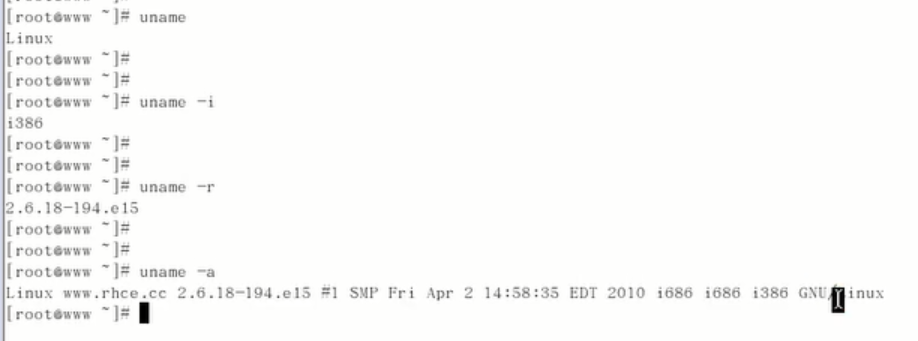 [root@www ~]# uname
Linux
[root@www ~]#
[root@www ~]#
[root@www ~]# uname -i
i386
[root@www ~]#
[root@www ~]#
[root@www ~]# uname -r
2.6.18-194.el5
[root@www ~]#
[root@www ~]#
[root@www ~]# uname -a
Linux www.rhce.cc 2.6.18-194.el5 #1 SMP Fri Apr 2 14:58:35 EDT 2010 i686 i686 i386 GNU/Linux
[root@www ~]#